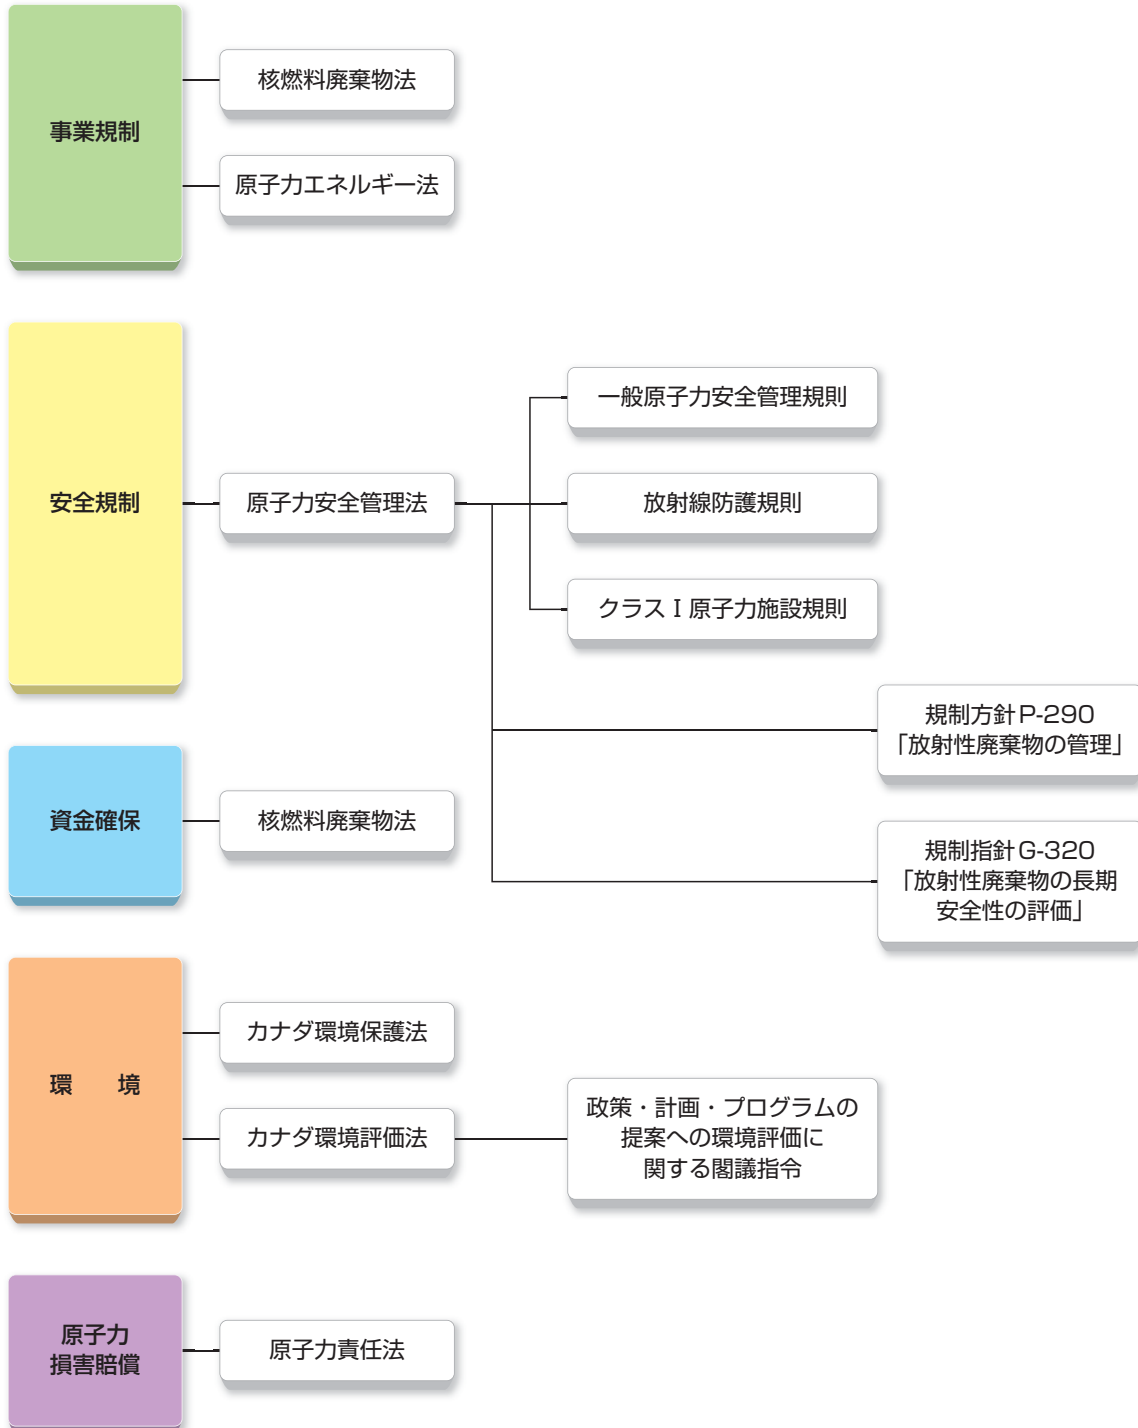 事業規制
核燃料廃棄物法
原子力エネルギー法
安全規制
原子力安全管理法
一般原子力安全管理規則
放射線防護規則
クラスⅠ原子力施設規則
規制方針P-290
「放射性廃棄物の管理」
規制指針G-320
「放射性廃棄物の長期
安全性の評価」
資金確保
核燃料廃棄物法
環　　境
カナダ環境保護法
カナダ環境評価法
政策・計画・プログラムの
提案への環境評価に
関する閣議指令
原子力
損害賠償
原子力責任法